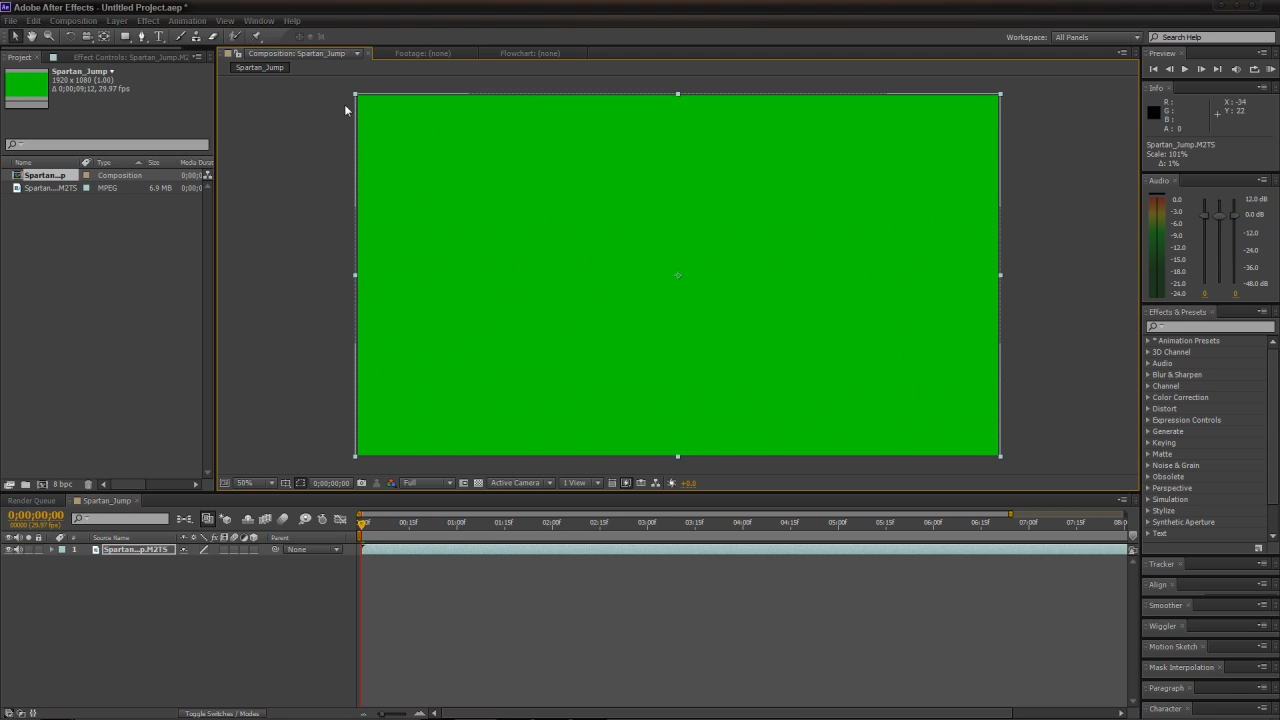 Adobe After Effects - Untitled Project.aep *
File Edit Composition Layer Effect Animation View Window Help
Workspace: All Panels Search Help
Project Effect Controls: Spartan_Jump.M2
Composition: Spartan_Jump Footage: (none) Flowchart: (none)
Spartan_Jump
Spartan_Jump
1920 x 1080 (1.00)
Δ 0;00;09;12, 29.97 fps
Name Type Size Media Dura
Spartan...p Composition 0;00;0
Spartan....M2TS MPEG 6.9 MB 0;00;0
8 bpc
50% 0;00;00;00 Full Active Camera 1 View +0.0
Preview
Info
R :
G :
B :
A : 0
X : -34
Y : 22
Spartan_Jump.M2TS
Scale: 101%
Δ: 1%
Audio
0.0 12.0 dB
-3.0 0.0 dB
-6.0
-9.0 -12.0
-12.0
-15.0 -24.0
-18.0 -36.0
-21.0 -48.0 dB
-24.0 0 0
Effects & Presets
* Animation Presets
3D Channel
Audio
Blur & Sharpen
Channel
Color Correction
Distort
Expression Controls
Generate
Keying
Matte
Noise & Grain
Obsolete
Perspective
Simulation
Stylize
Synthetic Aperture
Text
Tracker
Align
Smoother
Wiggler
Motion Sketch
Mask Interpolation
Paragraph
Character
Render Queue Spartan_Jump
0;00;00;00
00000 (29.97 fps)
00:15f 01:00f 01:15f 02:00f 02:15f 03:00f 03:15f 04:00f 04:15f 05:00f 05:15f 06:00f 06:15f 07:00f 07:15f 08:0
# Source Name fx Parent
1 Spartan...p.M2TS None
Toggle Switches / Modes